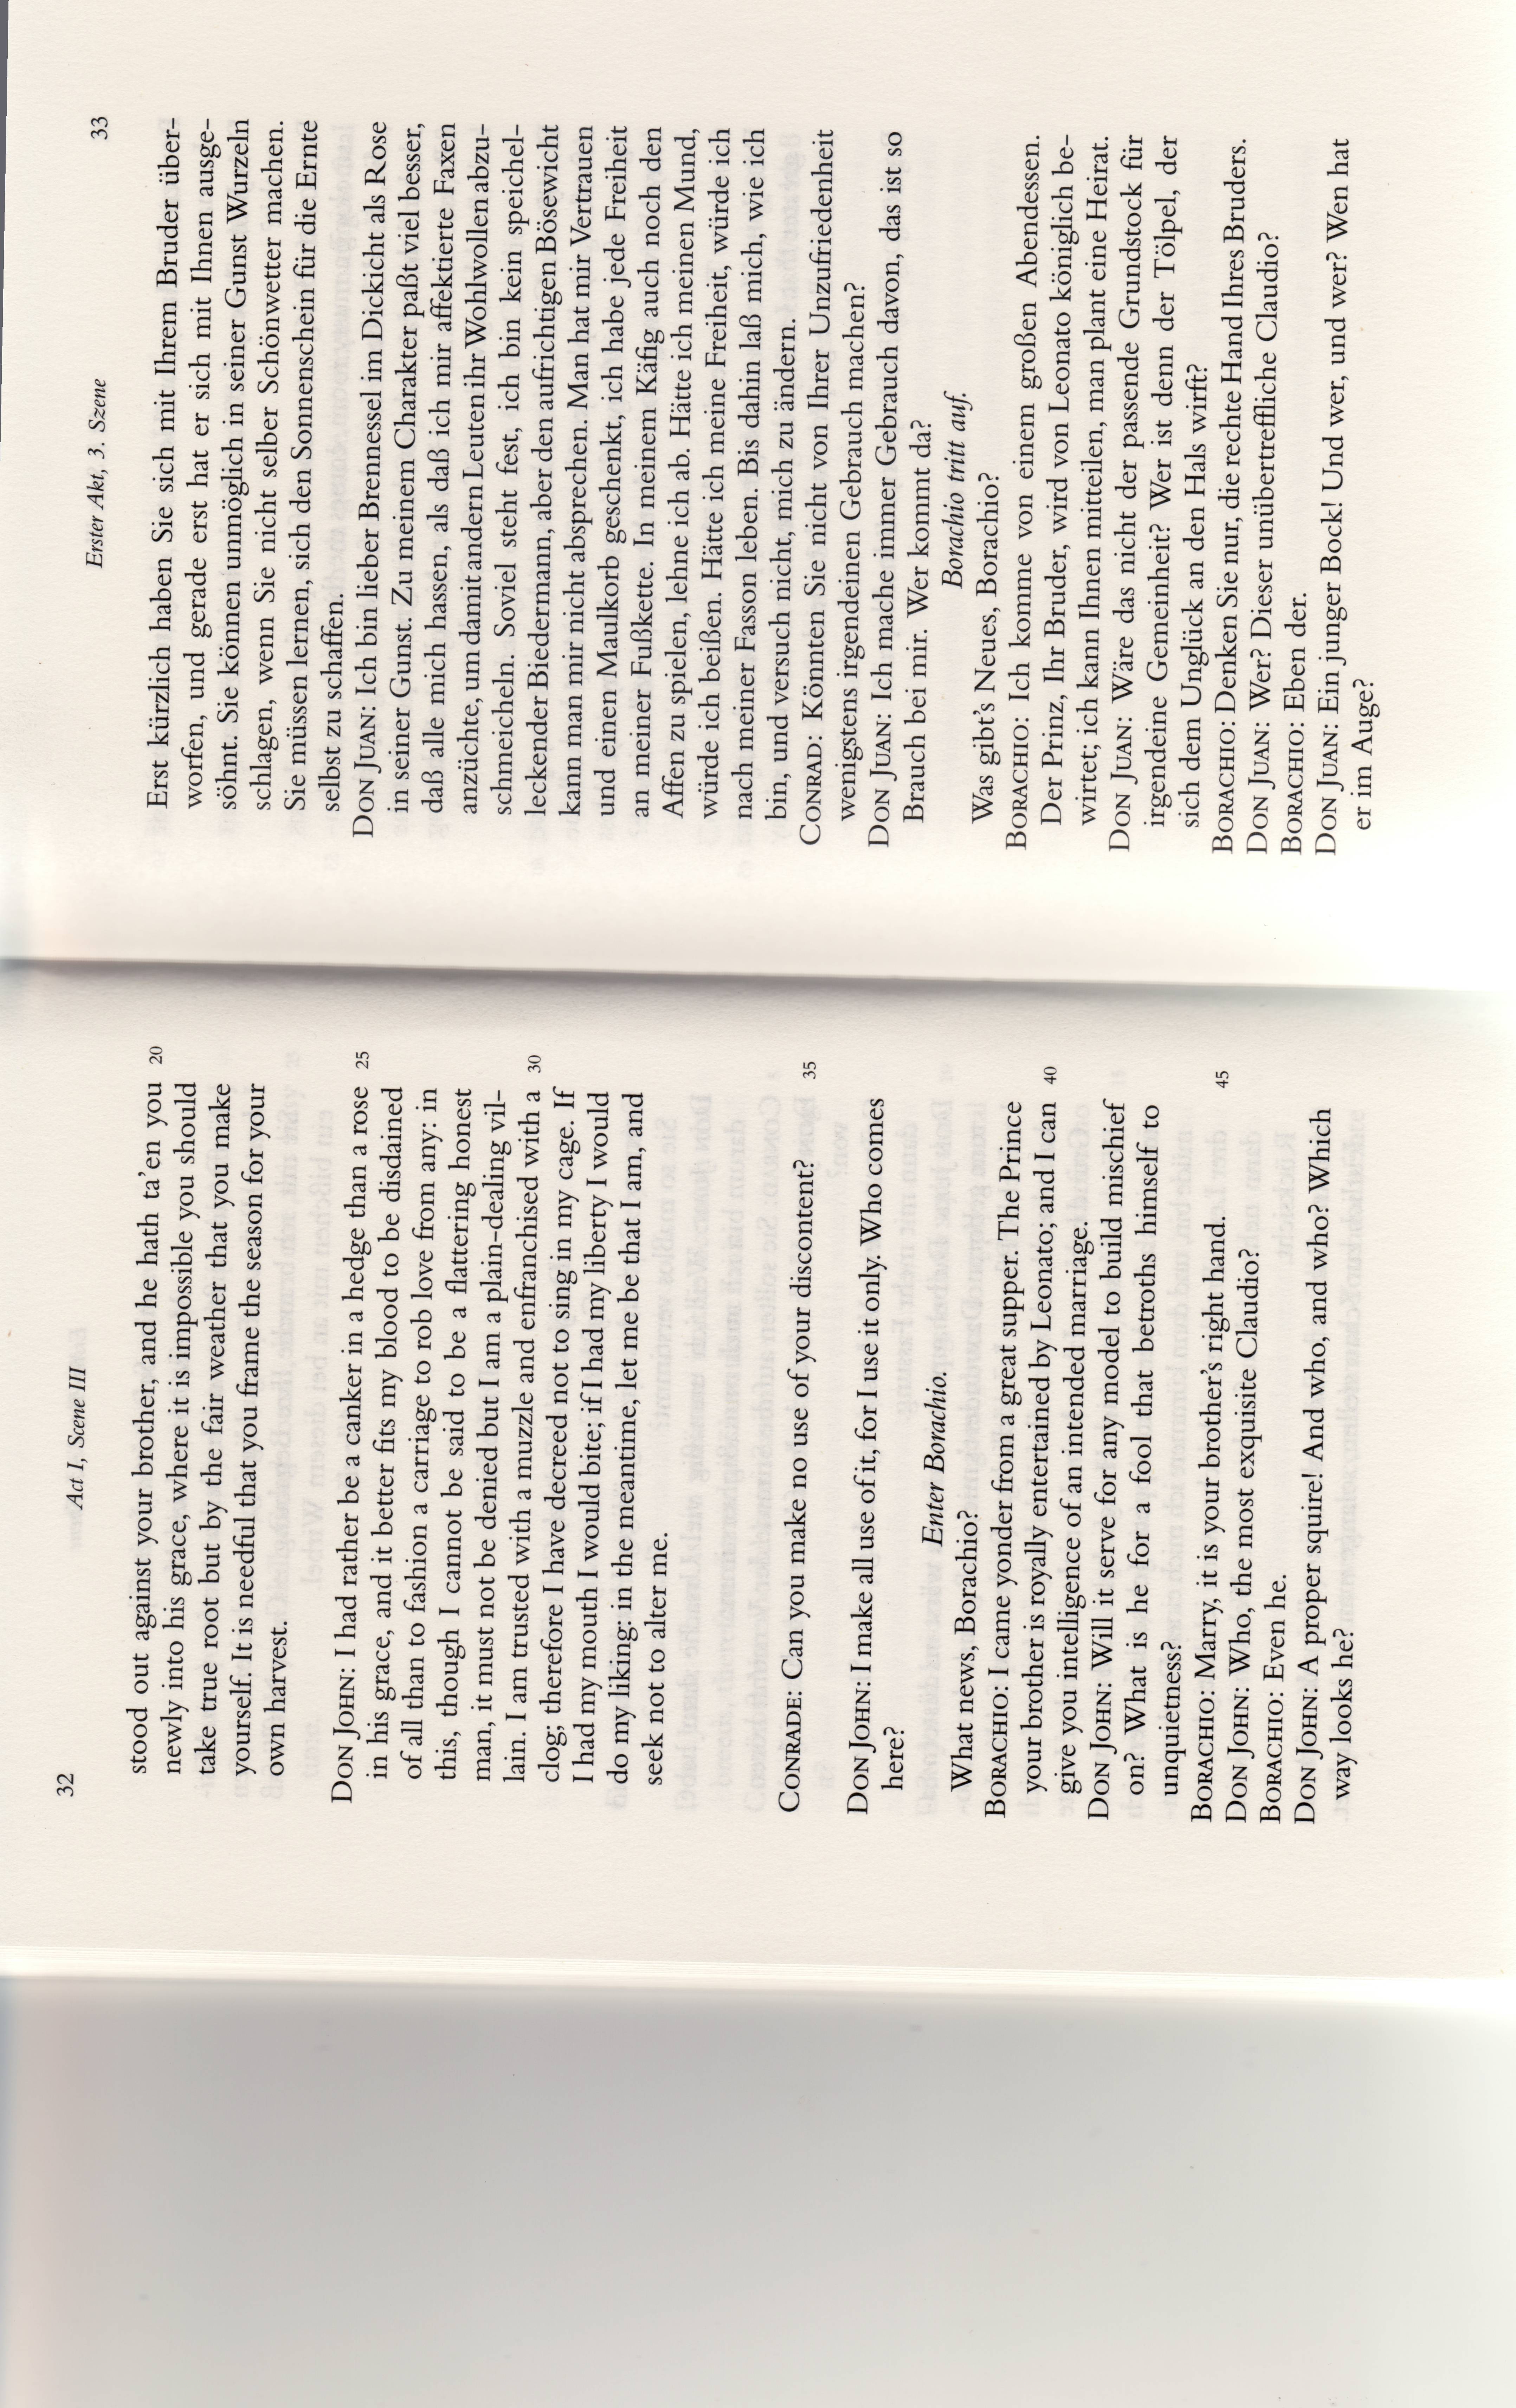 32
Act I, Scene III
stood out against your brother, and he hath ta'en you 20
newly into his grace, where it is impossible you should
take true root but by the fair weather that you make
yourself. It is needful that you frame the season for your
own harvest.
DON JOHN: I had rather be a canker in a hedge than a rose 25
in his grace, and it better fits my blood to be disdained
of all than to fashion a carriage to rob love from any: in
this, though I cannot be said to be a flattering honest
man, it must not be denied but I am a plain-dealing vil-
lain. I am trusted with a muzzle and enfranchised with a 30
clog; therefore I have decreed not to sing in my cage. If
I had my mouth I would bite; if I had my liberty I would
do my liking: in the meantime, let me be that I am, and
seek not to alter me.
CONRADE: Can you make no use of your discontent? 35
DON JOHN: I make all use of it, for I use it only. Who comes
here?
Enter Borachio.
What news, Borachio?
BORACHIO: I came yonder from a great supper. The Prince
your brother is royally entertained by Leonato; and I can 40
give you intelligence of an intended marriage.
DON JOHN: Will it serve for any model to build mischief
on? What is he for a fool that betroths himself to
unquietness?
BORACHIO: Marry, it is your brother's right hand.
DON JOHN: Who, the most exquisite Claudio? 45
BORACHIO: Even he.
DON JOHN: A proper squire! And who, and who? Which
way looks he?
Erster Akt, 3. Szene
33
Erst kürzlich haben Sie sich mit Ihrem Bruder über-
worfen, und gerade erst hat er sich mit Ihnen ausge-
söhnt. Sie können unmöglich in seiner Gunst Wurzeln
schlagen, wenn Sie nicht selber Schönwetter machen.
Sie müssen lernen, sich den Sonnenschein für die Ernte
selbst zu schaffen.
DON JUAN: Ich bin lieber Brennessel im Dickicht als Rose
in seiner Gunst. Zu meinem Charakter paßt viel besser,
daß alle mich hassen, als daß ich mir affektierte Faxen
anzüchte, um damit andern Leuten ihr Wohlwollen abzu-
schmeicheln. Soviel steht fest, ich bin kein speichel-
leckender Biedermann, aber den aufrichtigen Bösewicht
kann man mir nicht absprechen. Man hat mir Vertrauen
und einen Maulkorb geschenkt, ich habe jede Freiheit
an meiner Fußkette. In meinem Käfig auch noch den
Affen zu spielen, lehne ich ab. Hätte ich meinen Mund,
würde ich beißen. Hätte ich meine Freiheit, würde ich
nach meiner Fasson leben. Bis dahin laß mich, wie ich
bin, und versuch nicht, mich zu ändern.
CONRAD: Könnten Sie nicht von Ihrer Unzufriedenheit
wenigstens irgendeinen Gebrauch machen?
DON JUAN: Ich mache immer Gebrauch davon, das ist so
Brauch bei mir. Wer kommt da?
Borachio tritt auf.
Was gibt's Neues, Borachio?
BORACHIO: Ich komme von einem großen Abendessen.
Der Prinz, Ihr Bruder, wird von Leonato königlich be-
wirtet; ich kann Ihnen mitteilen, man plant eine Heirat.
DON JUAN: Wäre das nicht der passende Grundstock für
irgendeine Gemeinheit? Wer ist denn der Tölpel, der
sich dem Unglück an den Hals wirft?
BORACHIO: Denken Sie nur, die rechte Hand Ihres Bruders.
DON JUAN: Wer? Dieser unübertreffliche Claudio?
BORACHIO: Eben der.
DON JUAN: Ein junger Bock! Und wer, und wer? Wen hat
er im Auge?